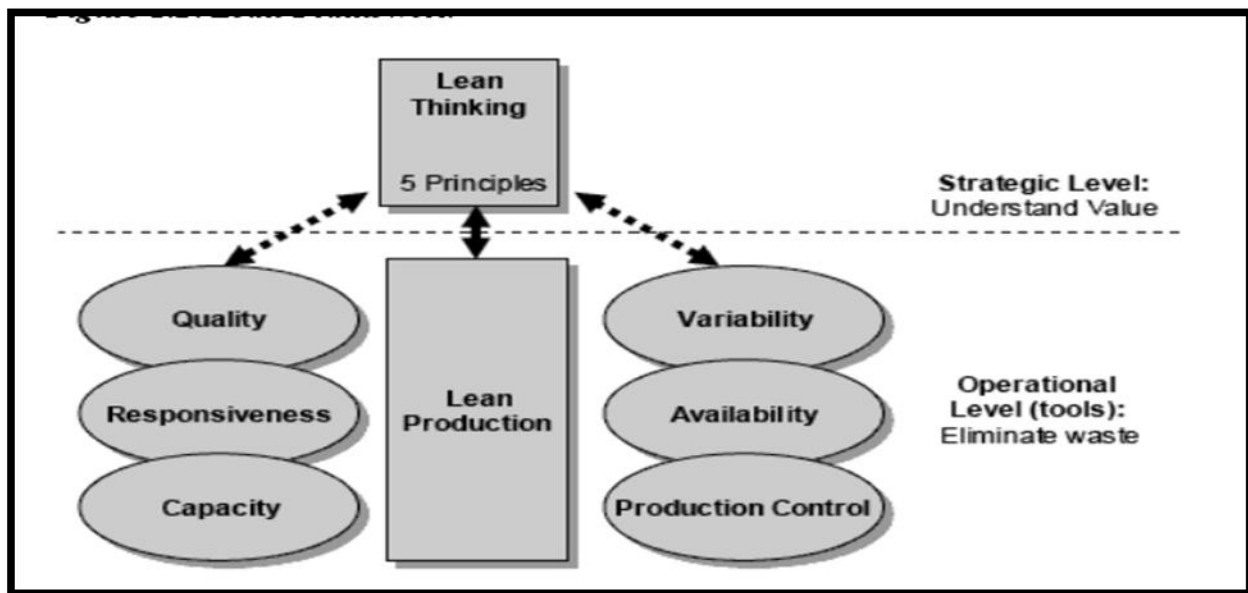 Lean
Thinking
5 Principles
Strategic Level:
Understand Value
Quality
Responsiveness
Capacity
Lean
Production
Variability
Availability
Production Control
Operational
Level (tools):
Eliminate waste